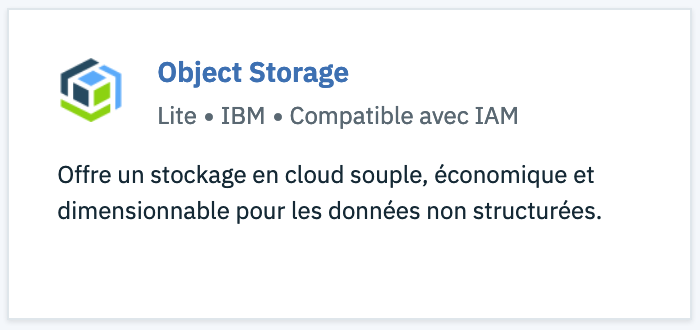 Object Storage
Lite • IBM • Compatible avec IAM
Offre un stockage en cloud souple, économique et
dimensionnable pour les données non structurées.